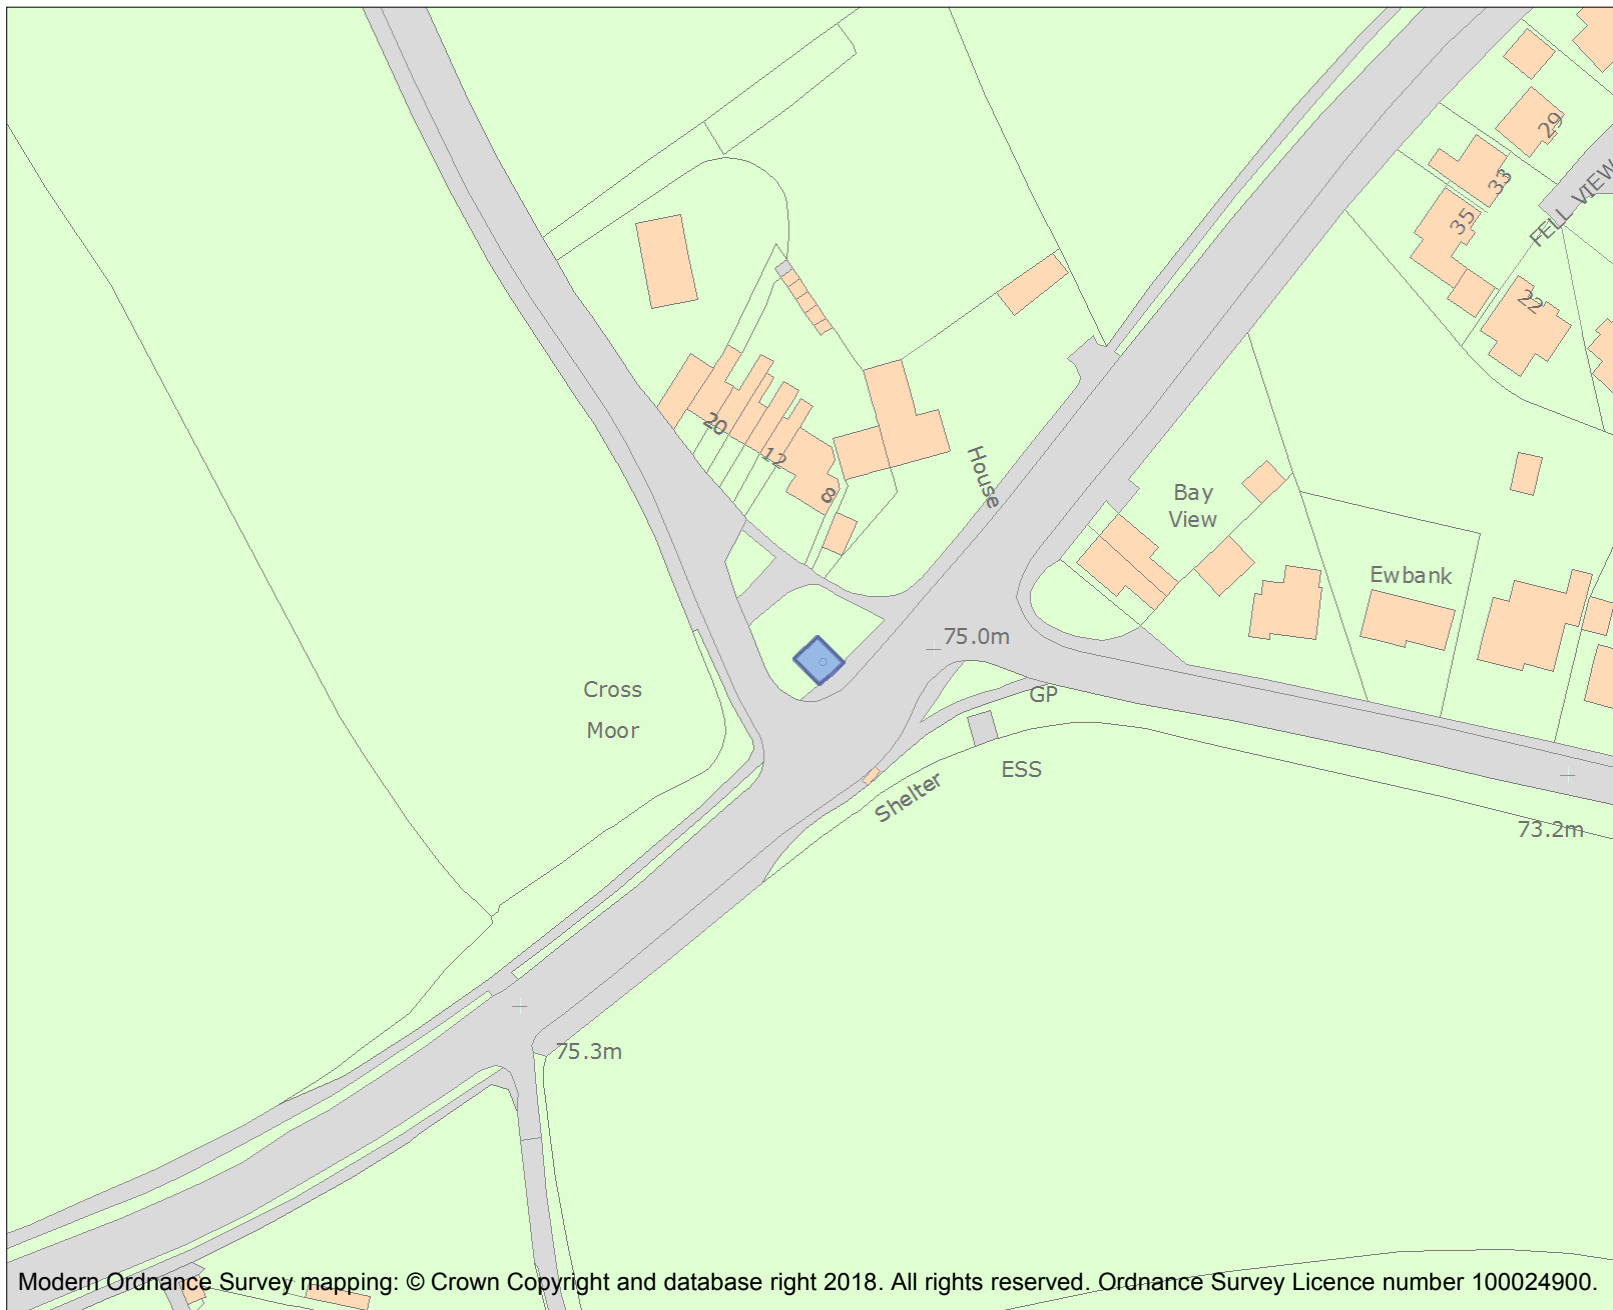 29
33
FELL VIEW
35
22
20
12
8
House
Bay
View
Ewbank
75.0m
Cross
Moor
GP
ESS
Shelter
73.2m
75.3m
Modern Ordnance Survey mapping: © Crown Copyright and database right 2018. All rights reserved. Ordnance Survey Licence number 100024900.